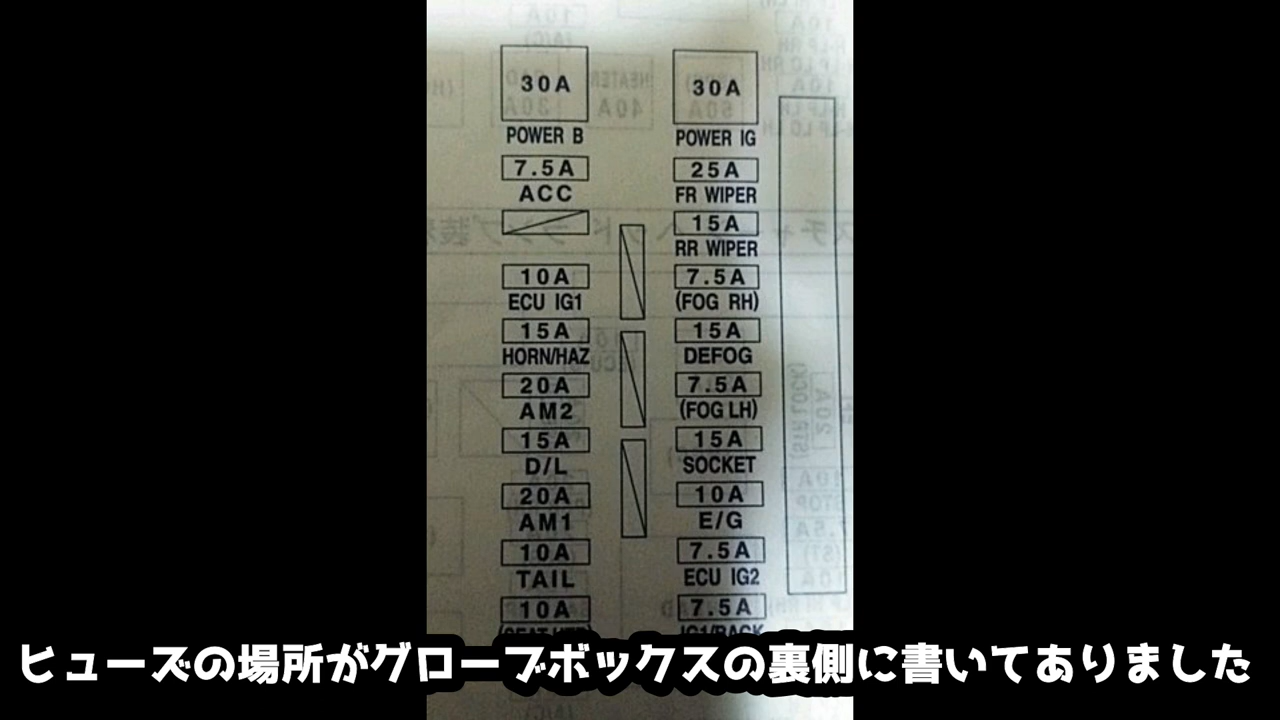 30A
POWER B
7.5A
ACC
10A
ECU IG1
15A
HORN/HAZ
20A
AM2
15A
D/L
20A
AM1
10A
TAIL
10A
30A
POWER IG
25A
FR WIPER
15A
RR WIPER
7.5A
(FOG RH)
15A
DEFOG
7.5A
(FOG LH)
15A
SOCKET
10A
E/G
7.5A
ECU IG2
7.5A
IG1/BACK
ヒューズの場所がグローブボックスの裏側に書いてありました